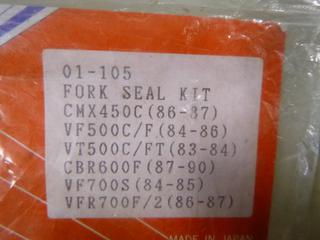 01-105
FORK SEAL KIT
CMX450C(86-87)
VF500C/F(84-86)
VT500C/FT(83-84)
CBR600F(87-90)
VF700S(84-85)
VFR700F/2(86-87)
MADE IN JAPAN